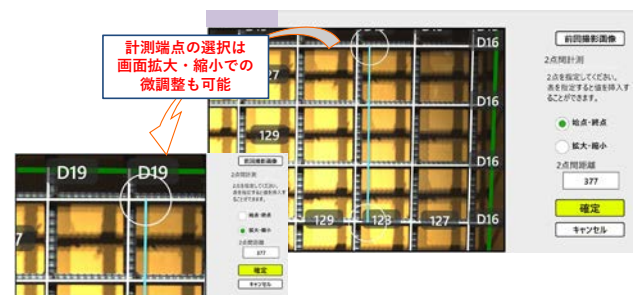 計測端点の選択は
画面拡大・縮小での
微調整も可能
D16
27
D16
129
D16
129
123
127
D16
前回撮影画像
2点間計測
2点を指定してください。
表を指定すると値を挿入す
ることができます。
始点・終点
拡大・縮小
2点間距離
377
確定
キャンセル
D19
D19
7
前回撮影画像
2点間計測
2点を指定してください。
表を指定すると値を挿入す
ることができます。
始点・終点
拡大・縮小
2点間距離
377
確定
キャンセル